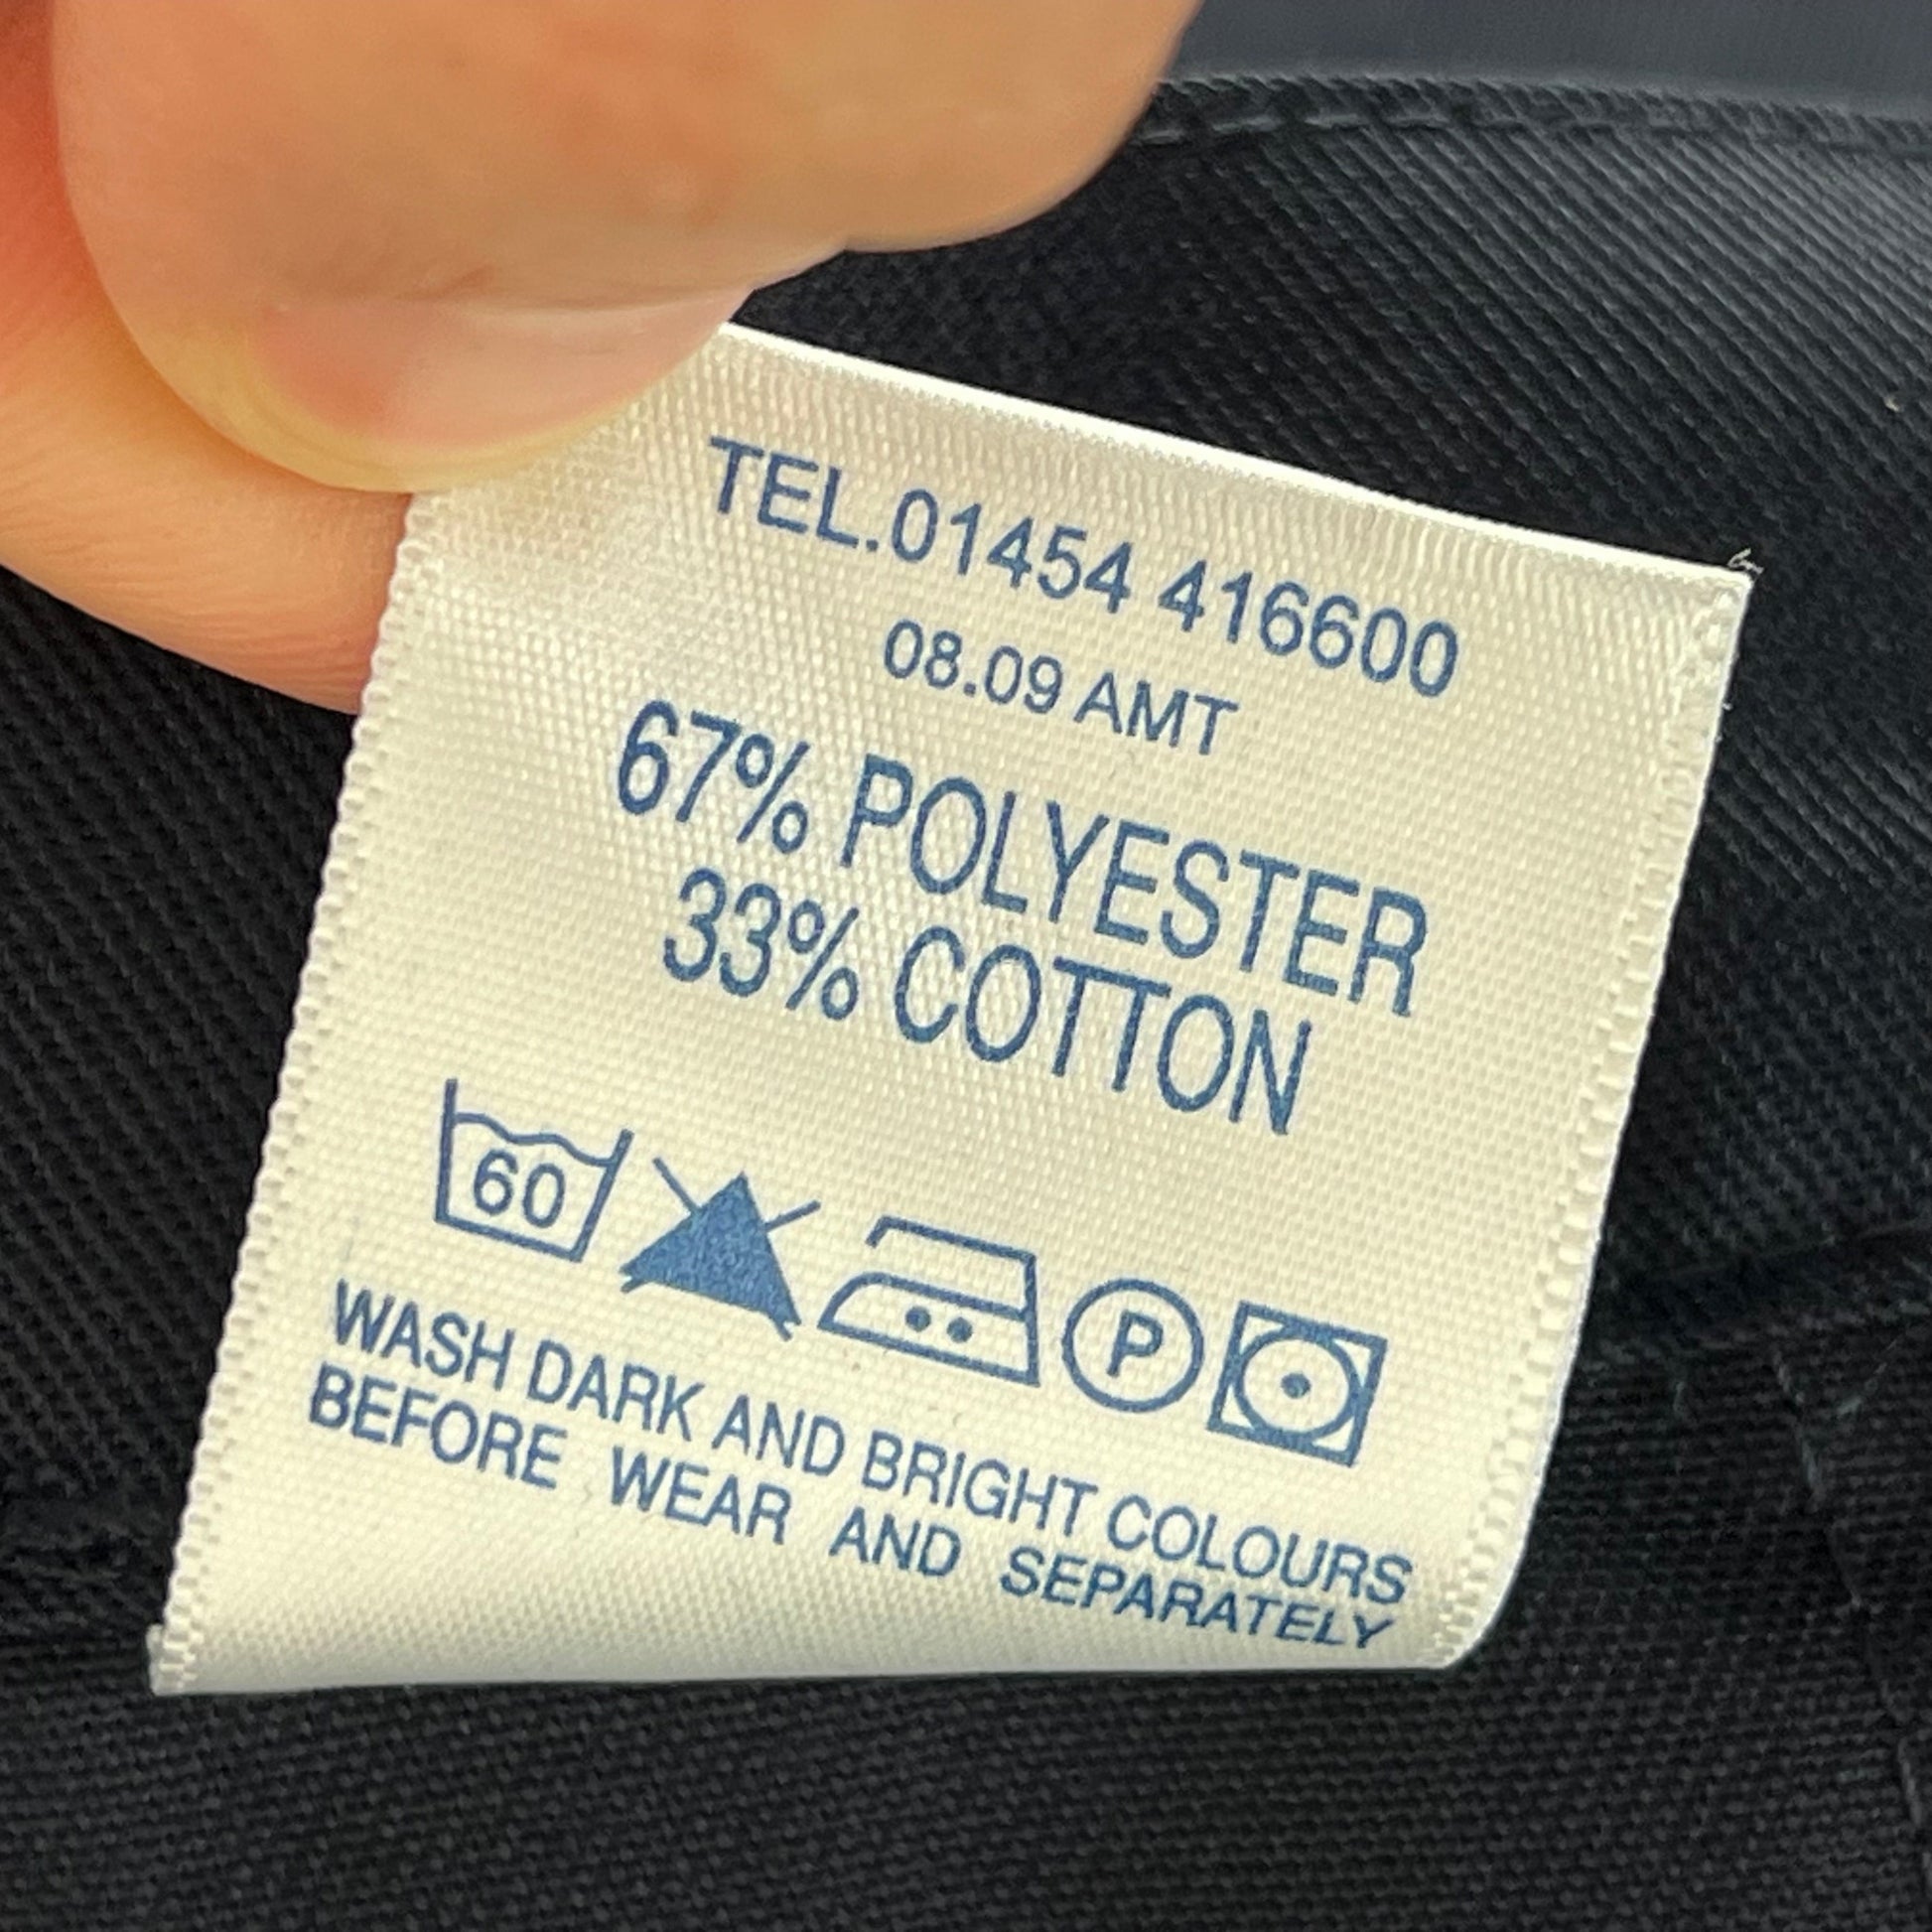 TEL.01454 416600
08.09 AMT
67% POLYESTER
33% COTTON
60 P
WASH DARK AND BRIGHT COLOURS
BEFORE WEAR AND SEPARATELY